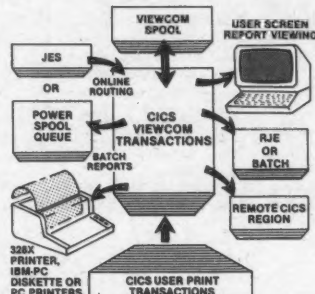 VIEWCOM
SPOOL
USER SCREEN
REPORT VIEWING
JES
OR
ONLINE
ROUTING
POWER
SPOOL
QUEUE
CICS
VIEWCOM
TRANSACTIONS
RJE
OR
BATCH
BATCH
REPORTS
REMOTE CICS
REGION
328X
PRINTER,
IBM-PC
DISKETTE OR
PC PRINTERS
CICS USER PRINT
TRANSACTIONS